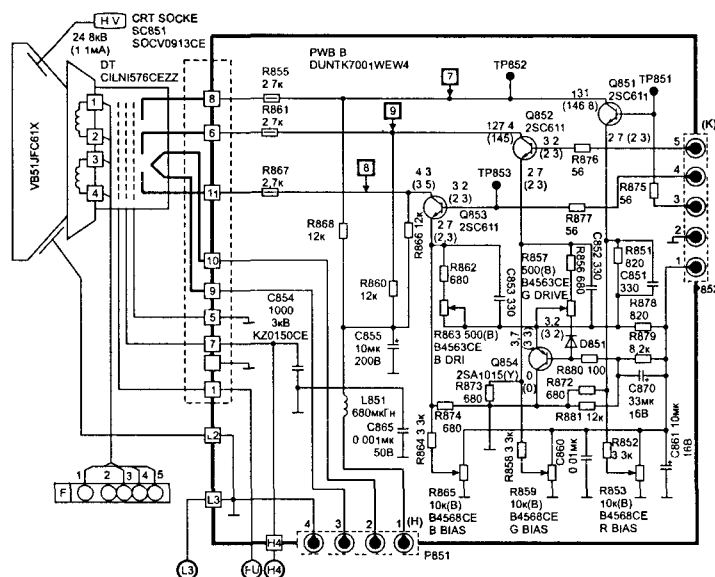 H V
CRT SOCKE
SC851
SOCV0913CE
24 8кВ
(1 1мА)
DT
CILNI576CEZZ
VB51JFC61X
1
2
3
4
PWB B
DUNTK7001WEW4
8
6
11
10
9
5
7
1
L2
L3
R855
2 7к
R861
2.7к
R867
2,7к
7
9
8
TP852
TP851
TP853
Q851
2SC611
131
(146 8)
Q852
2SC611
127 4
(145)
3 2
(2 3)
2 7 (2 3)
2 7
(2 3)
4 3
(3 5)
3 2
(2 3)
Q853
2SC611
2 7
(2,3)
R876
56
R875
56
R877
56
(K)
5
4
3
2
1
P852
R868
12к
R866 12к
R860
12к
C854
1000
3кВ
KZ0150CE
C855
10мк
200В
+
R862
680
C853 330
R857
500(B)
B4563CE
G DRIVE
R856 680
C852 330
R851
820
C851
330
R878
820
R879
8,2к
R863 500(B)
B4563CE
B DRI
3,7
(3 3)
3,2
(3 2)
D851
Q854
2SA1015(Y)
0
(0)
R880 100
R873
680
R872
680
C870
33мк
16В
+
L851
680мкГн
C865
0 001мк
50В
R874
680
R881 12к
R864 3 3к
R858 3 3к
C860
0 01мк
R852
3 3к
C861 10мк
16В
+
R865
10к(B)
B4568CE
B BIAS
R859
10к(B)
B4568CE
G BIAS
R853
10к(B)
B4568CE
R BIAS
F
1 2 3 4 5
4 3 2 1
(H)
P851
H4
L3
FU
H4